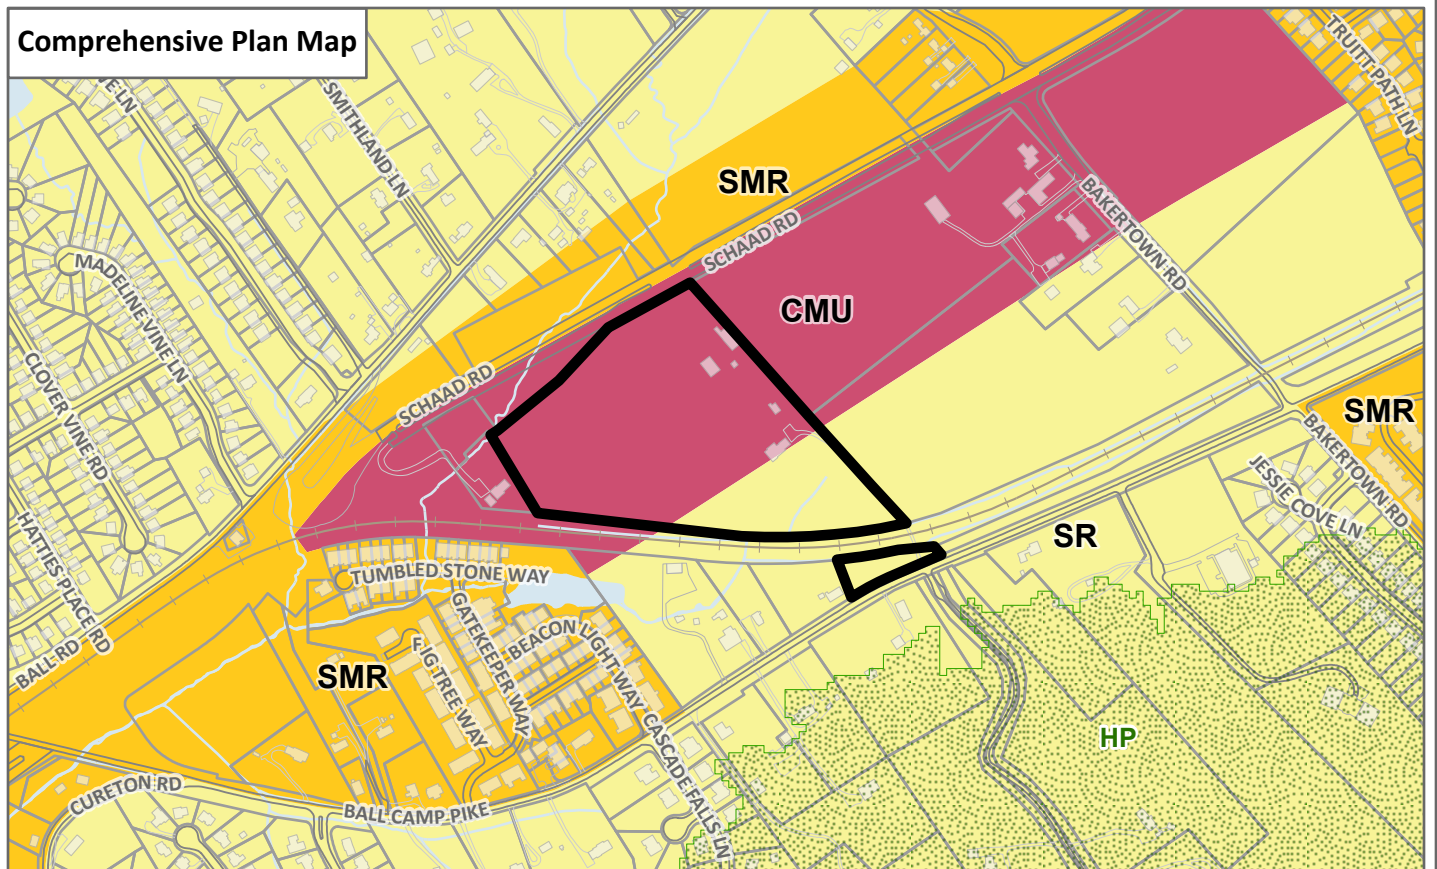 Comprehensive Plan Map
NE LN
SMITHLAND LN
TRUITT PATH LN
SMR
BAKERTOWN RD
SCHAAD RD
MADELINE VINE LN
CMU
CLOVER VINE RD
SCHAAD RD
SMR
BAKERTOWN RD
JESSIE COVE LN
HATTIES PLACE RD
SR
TUMBLED STONE WAY
GATEKEEPER WAY
BEACON LIGHT WAY
BALL RD
FIG TREE WAY
SMR
CASCADE FALLS LN
HP
CURETON RD
BALL CAMP PIKE